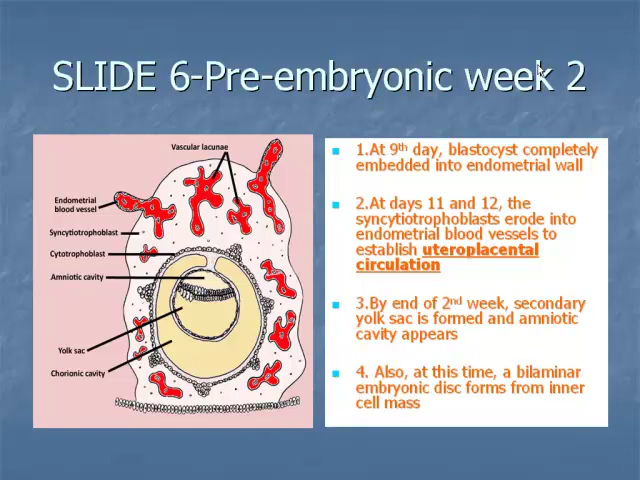 SLIDE 6-Pre-embryonic week 2
Vascular lacunae
Endometrial
blood vessel
Syncytiotrophoblast
Cytotrophoblast
Amniotic cavity
Yolk sac
Chorionic cavity
1.At 9th day, blastocyst completely
embedded into endometrial wall
2.At days 11 and 12, the
syncytiotrophoblasts erode into
endometrial blood vessels to
establish uteroplacental
circulation
3.By end of 2nd week, secondary
yolk sac is formed and amniotic
cavity appears
4. Also, at this time, a bilaminar
embryonic disc forms from inner
cell mass